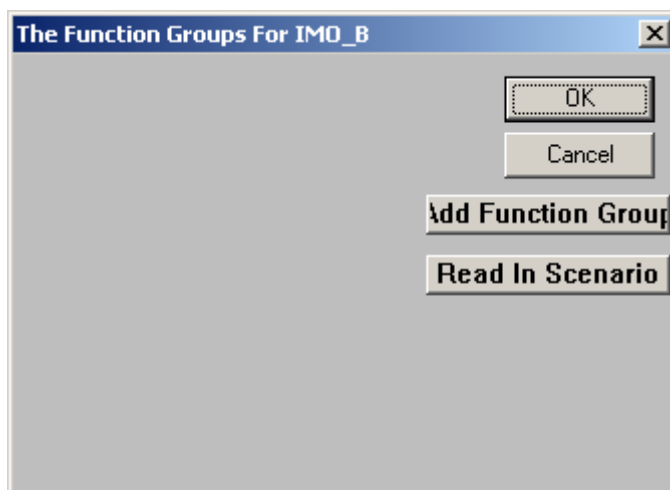 The Function Groups For IMO_B
OK
Cancel
Add Function Group
Read In Scenario